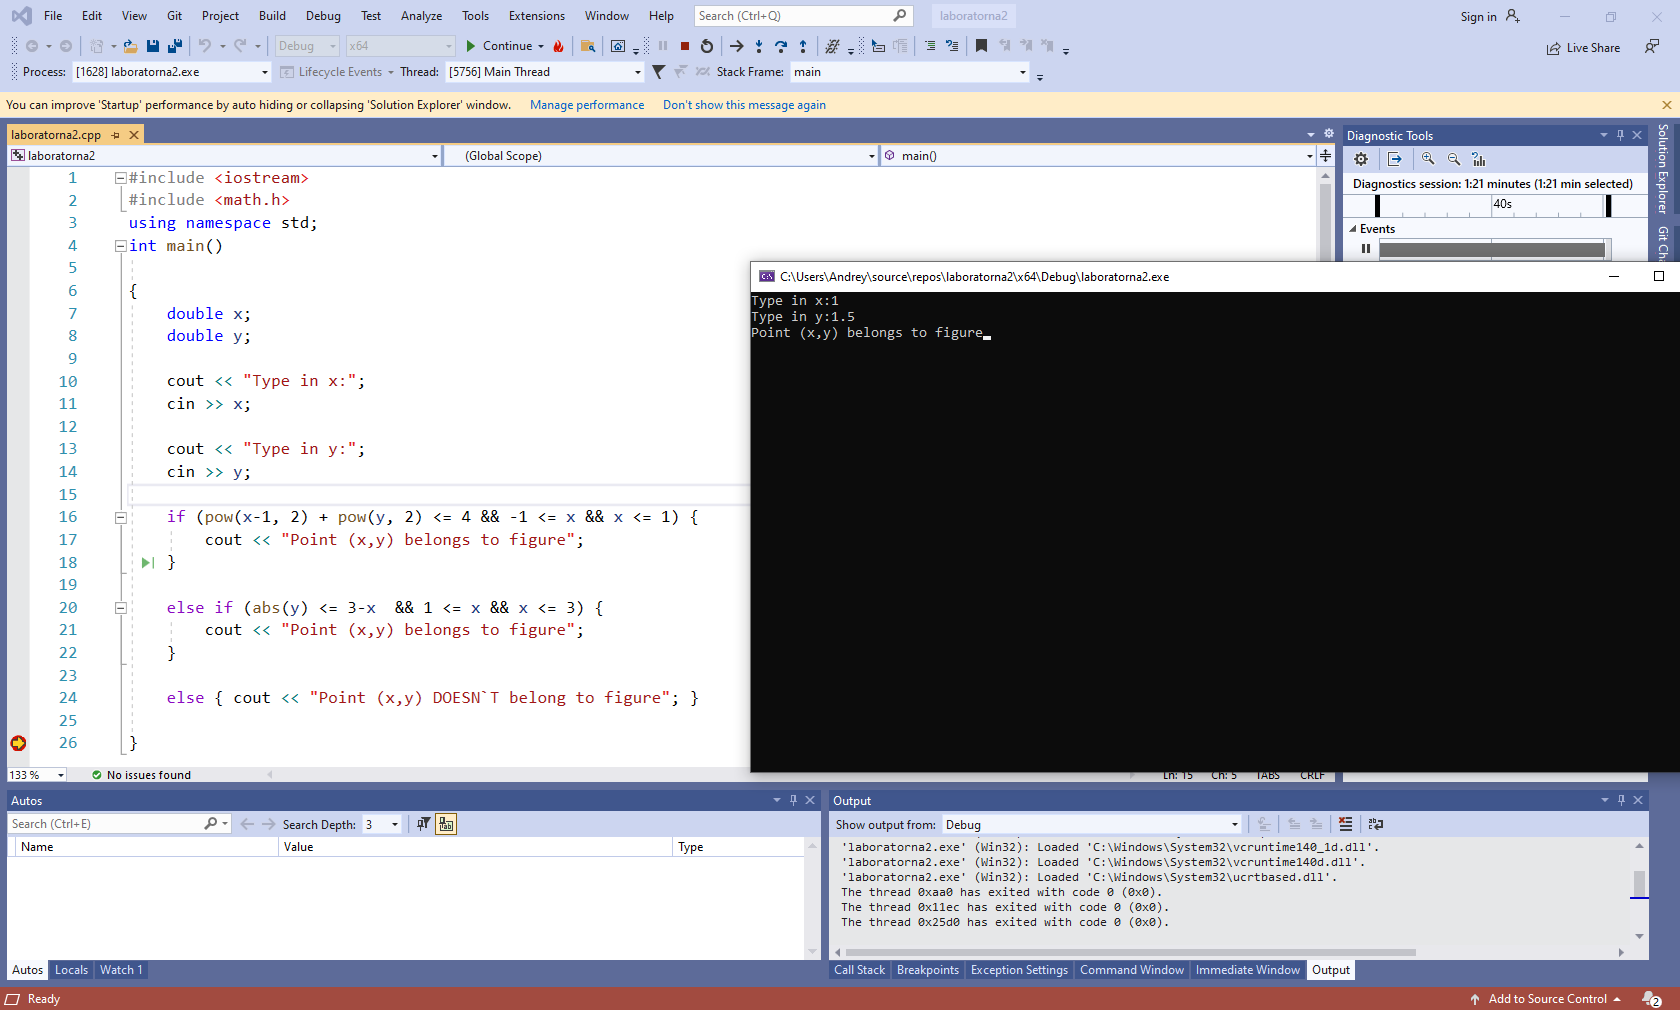 File Edit View Git Project Build Debug Test Analyze Tools Extensions Window Help Search (Ctrl+Q) laboratorna2 Sign in
Debug x64 Continue Live Share
Process: [1628] laboratorna2.exe Lifecycle Events Thread: [5756] Main Thread Stack Frame: main
You can improve 'Startup' performance by auto hiding or collapsing 'Solution Explorer' window. Manage performance Don't show this message again
laboratorna2.cpp
laboratorna2 (Global Scope) main()
1 #include <iostream>
2 #include <math.h>
3 using namespace std;
4 int main()
5
6 {
7 double x;
8 double y;
9
10 cout << "Type in x:";
11 cin >> x;
12
13 cout << "Type in y:";
14 cin >> y;
15
16 if (pow(x-1, 2) + pow(y, 2) <= 4 && -1 <= x && x <= 1) {
17 cout << "Point (x,y) belongs to figure";
18 }
19
20 else if (abs(y) <= 3-x && 1 <= x && x <= 3) {
21 cout << "Point (x,y) belongs to figure";
22 }
23
24 else { cout << "Point (x,y) DOESN`T belong to figure"; }
25
26 }
133 % No issues found Ln: 15 Ch: 5 TABS CRLF
Diagnostic Tools
Diagnostics session: 1:21 minutes (1:21 min selected)
40s
Events
Solution Explorer
Git Ch
C:\Users\Andrey\source\repos\laboratorna2\x64\Debug\laboratorna2.exe
Type in x:1
Type in y:1.5
Point (x,y) belongs to figure
Autos
Search (Ctrl+E) Search Depth: 3
Name Value Type
Autos Locals Watch 1
Output
Show output from: Debug
'laboratorna2.exe' (Win32): Loaded 'C:\Windows\System32\vcruntime140_1d.dll'.
'laboratorna2.exe' (Win32): Loaded 'C:\Windows\System32\vcruntime140d.dll'.
'laboratorna2.exe' (Win32): Loaded 'C:\Windows\System32\ucrtbased.dll'.
The thread 0xaa0 has exited with code 0 (0x0).
The thread 0x11ec has exited with code 0 (0x0).
The thread 0x25d0 has exited with code 0 (0x0).
Call Stack Breakpoints Exception Settings Command Window Immediate Window Output
Ready Add to Source Control 2